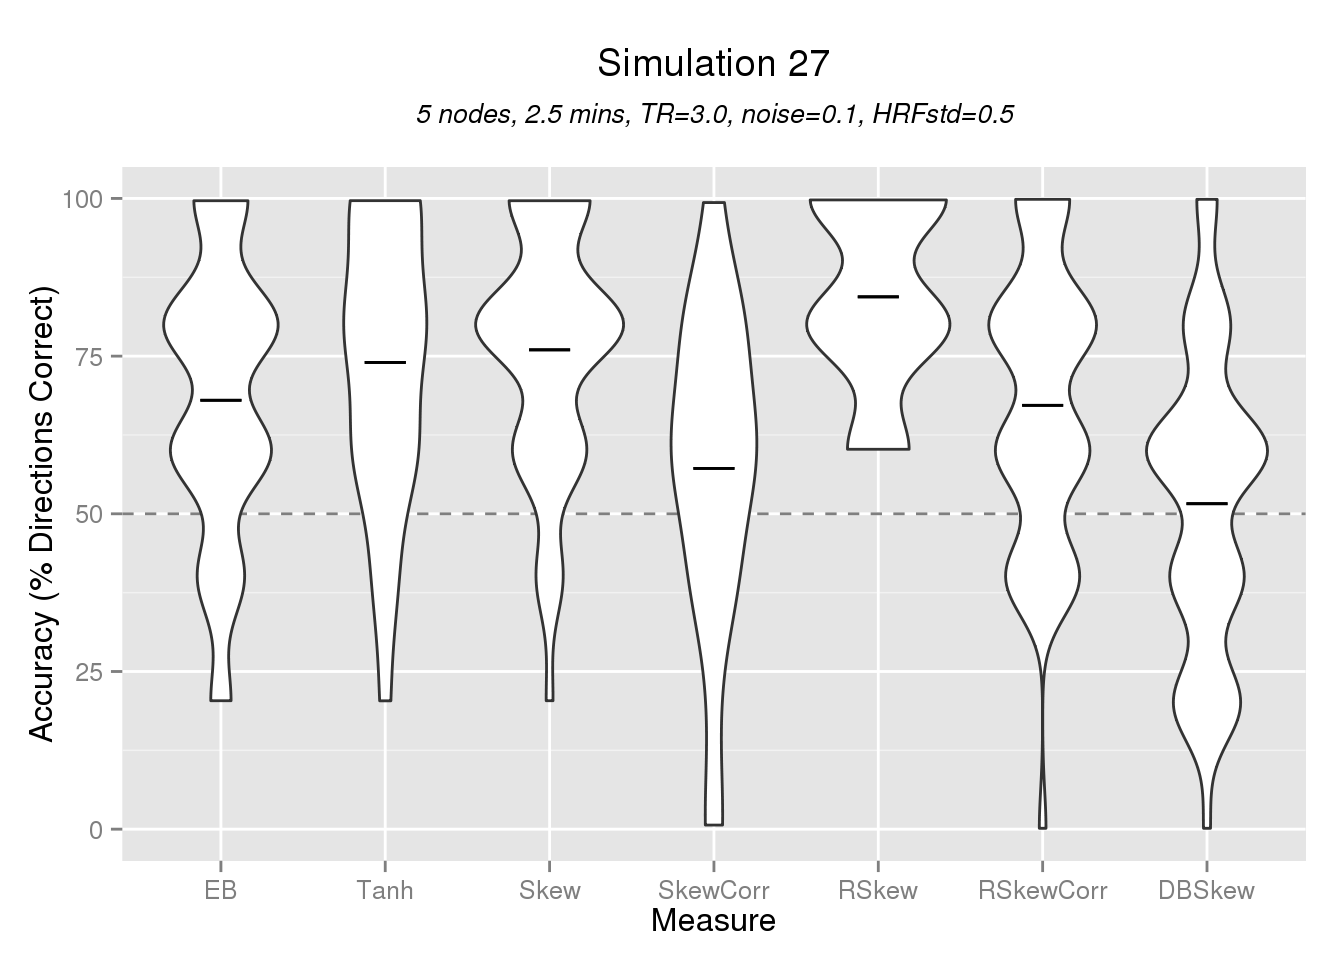 Simulation 27
5 nodes, 2.5 mins, TR=3.0, noise=0.1, HRFstd=0.5
Accuracy (% Directions Correct)
100
75
50
25
0
EB Tanh Skew SkewCorr RSkew RSkewCorr DBSkew
Measure